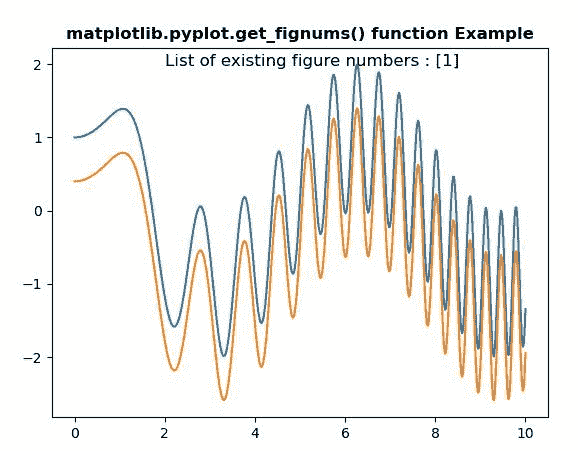 matplotlib.pyplot.get_fignums() function Example
List of existing figure numbers : [1]
2
1
0
−1
−2
0 2 4 6 8 10